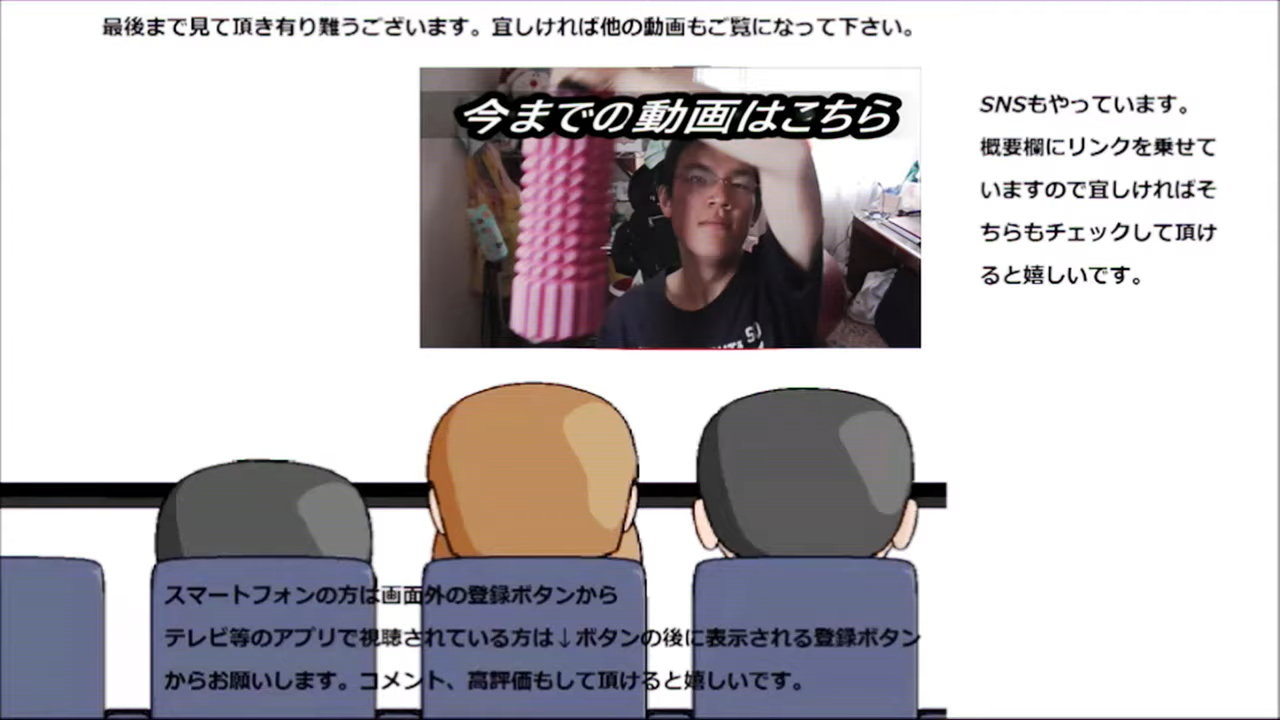 最後まで見て頂き有り難うございます。宜しければ他の動画もご覧になって下さい。
今までの動画はこちら
SNSもやっています。
概要欄にリンクを乗せて
いますので宜しければそ
ちらもチェックして頂け
ると嬉しいです。
スマートフォンの方は画面外の登録ボタンから
テレビ等のアプリで視聴されている方は↓ボタンの後に表示される登録ボタン
からお願いします。コメント、高評価もして頂けると嬉しいです。